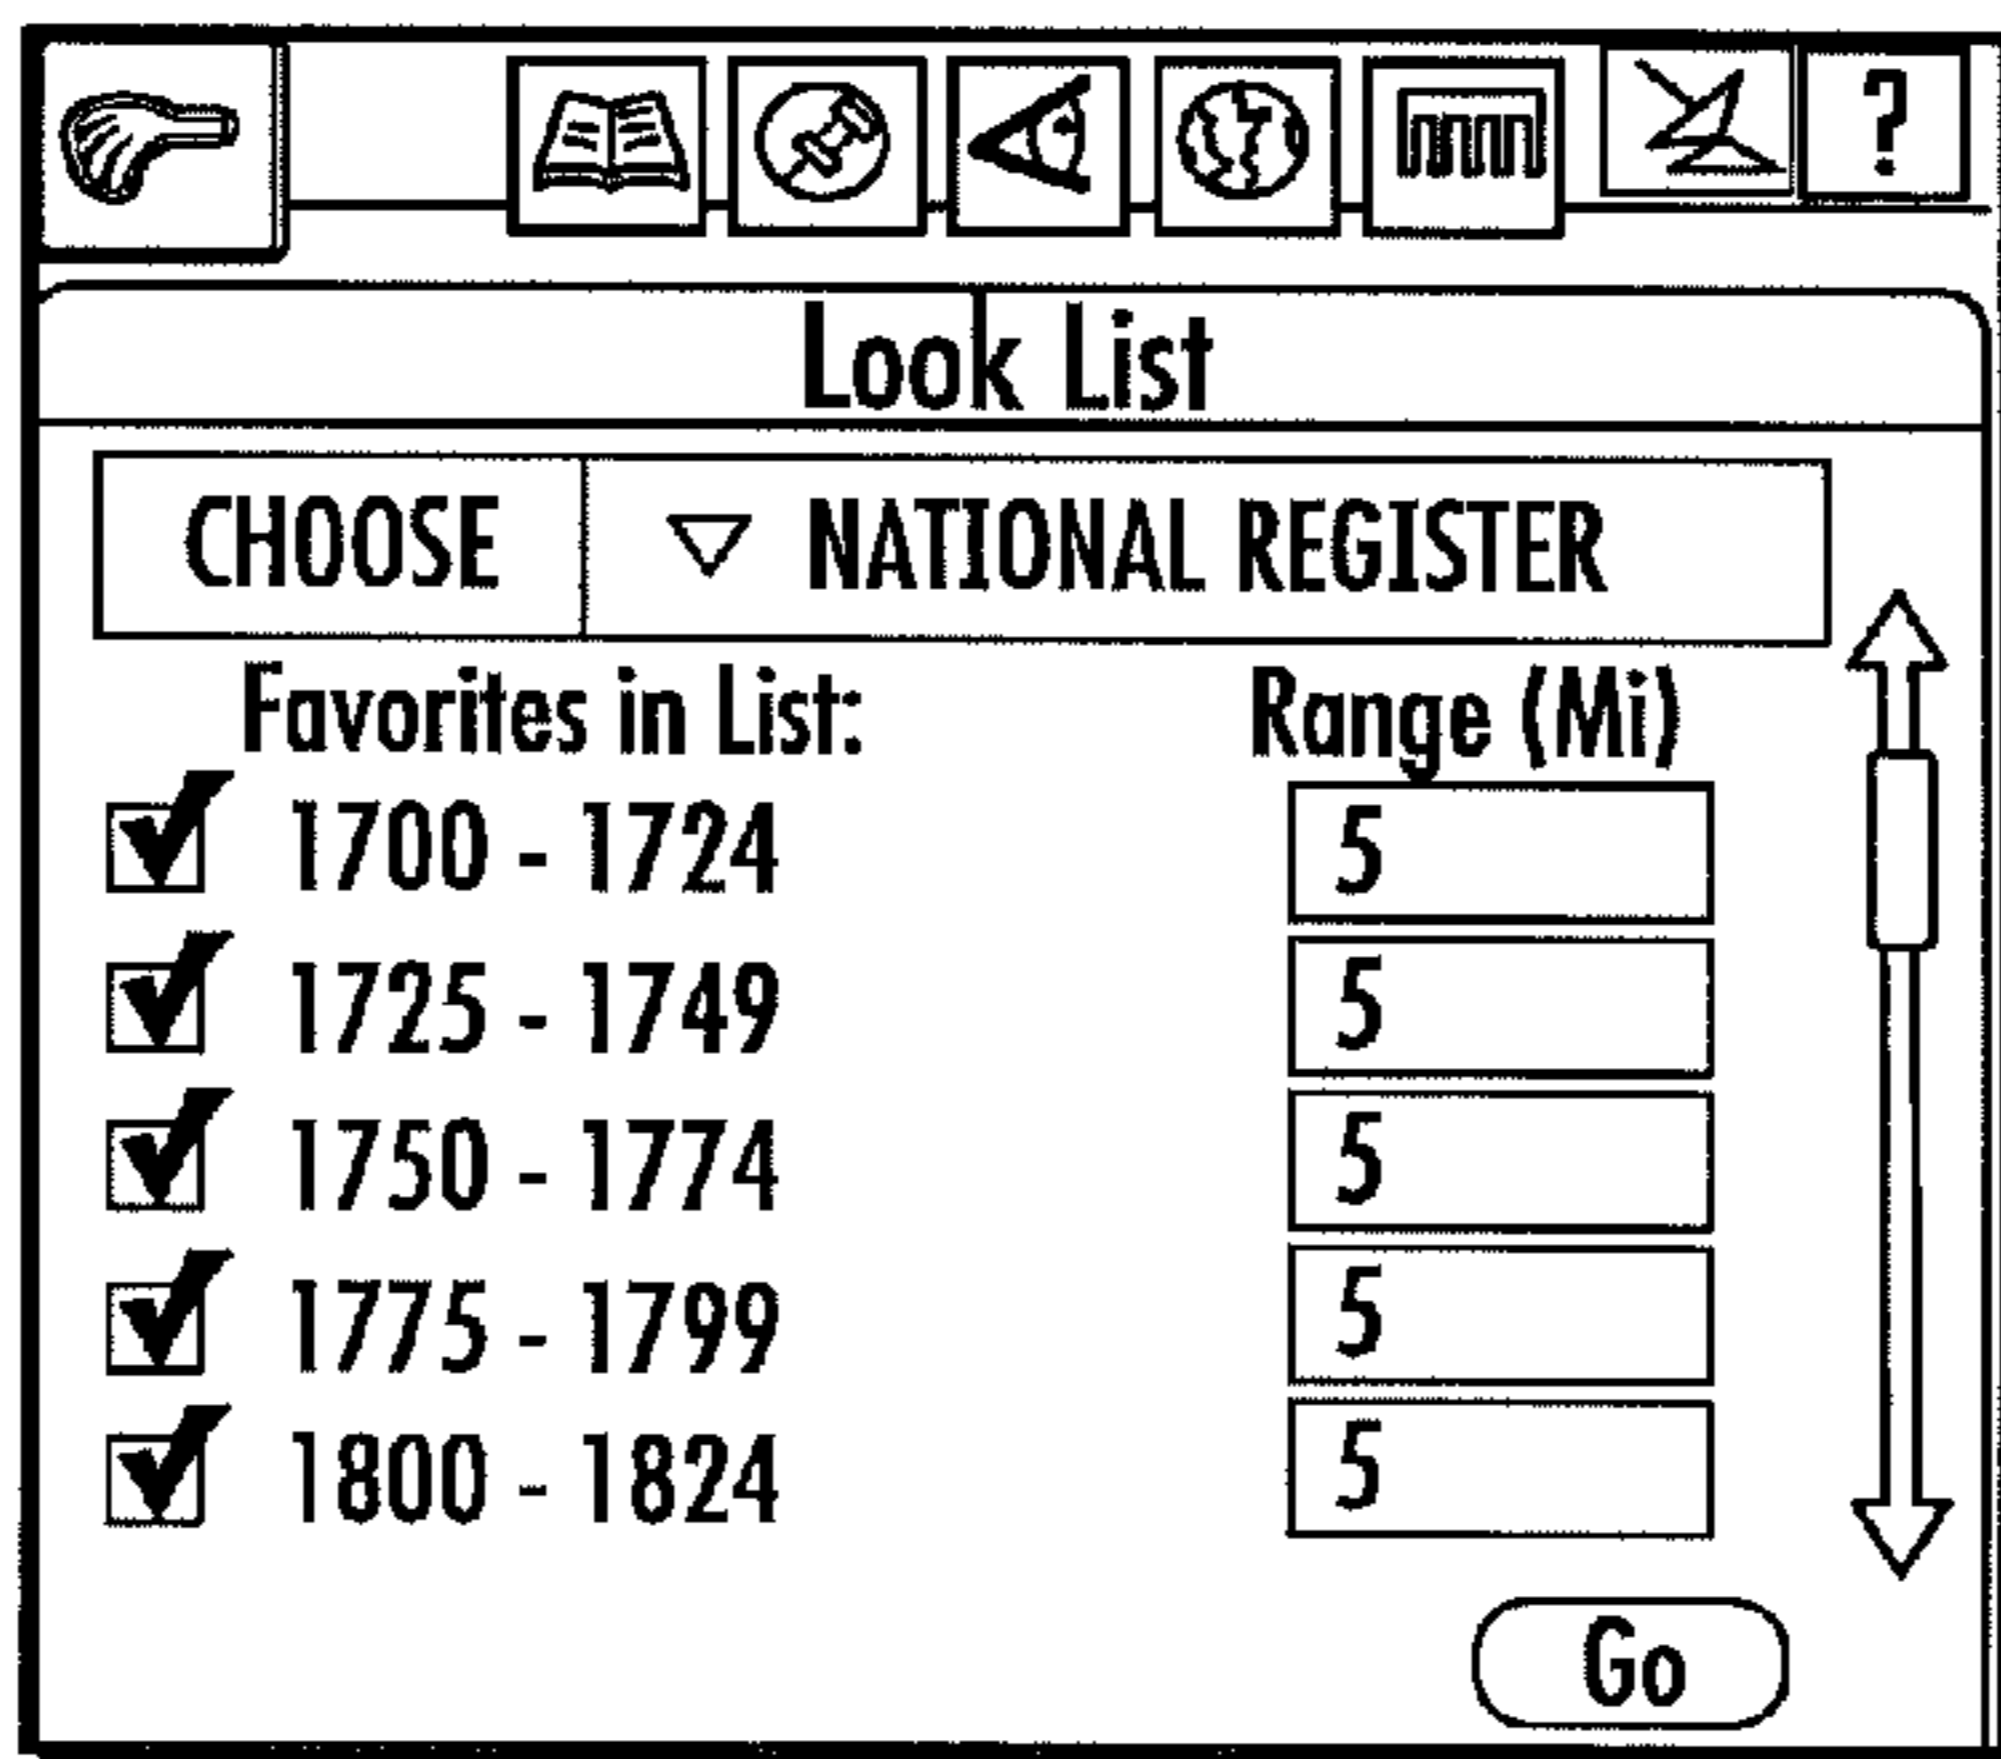 ?
Look List
CHOOSE ▽ NATIONAL REGISTER
Favorites in List: Range (Mi)
1700 - 1724 5
1725 - 1749 5
1750 - 1774 5
1775 - 1799 5
1800 - 1824 5
Go